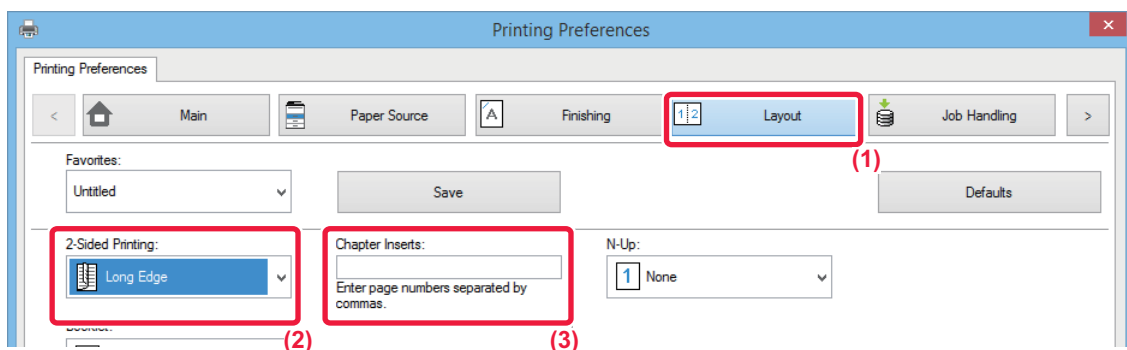 Printing Preferences
Printing Preferences
< Main Paper Source A Finishing 1 2 Layout Job Handling >
(1)
Favorites:
Untitled Save Defaults
2-Sided Printing: Chapter Inserts: N-Up:
Long Edge 1 None
Enter page numbers separated by
commas.
(2) (3)